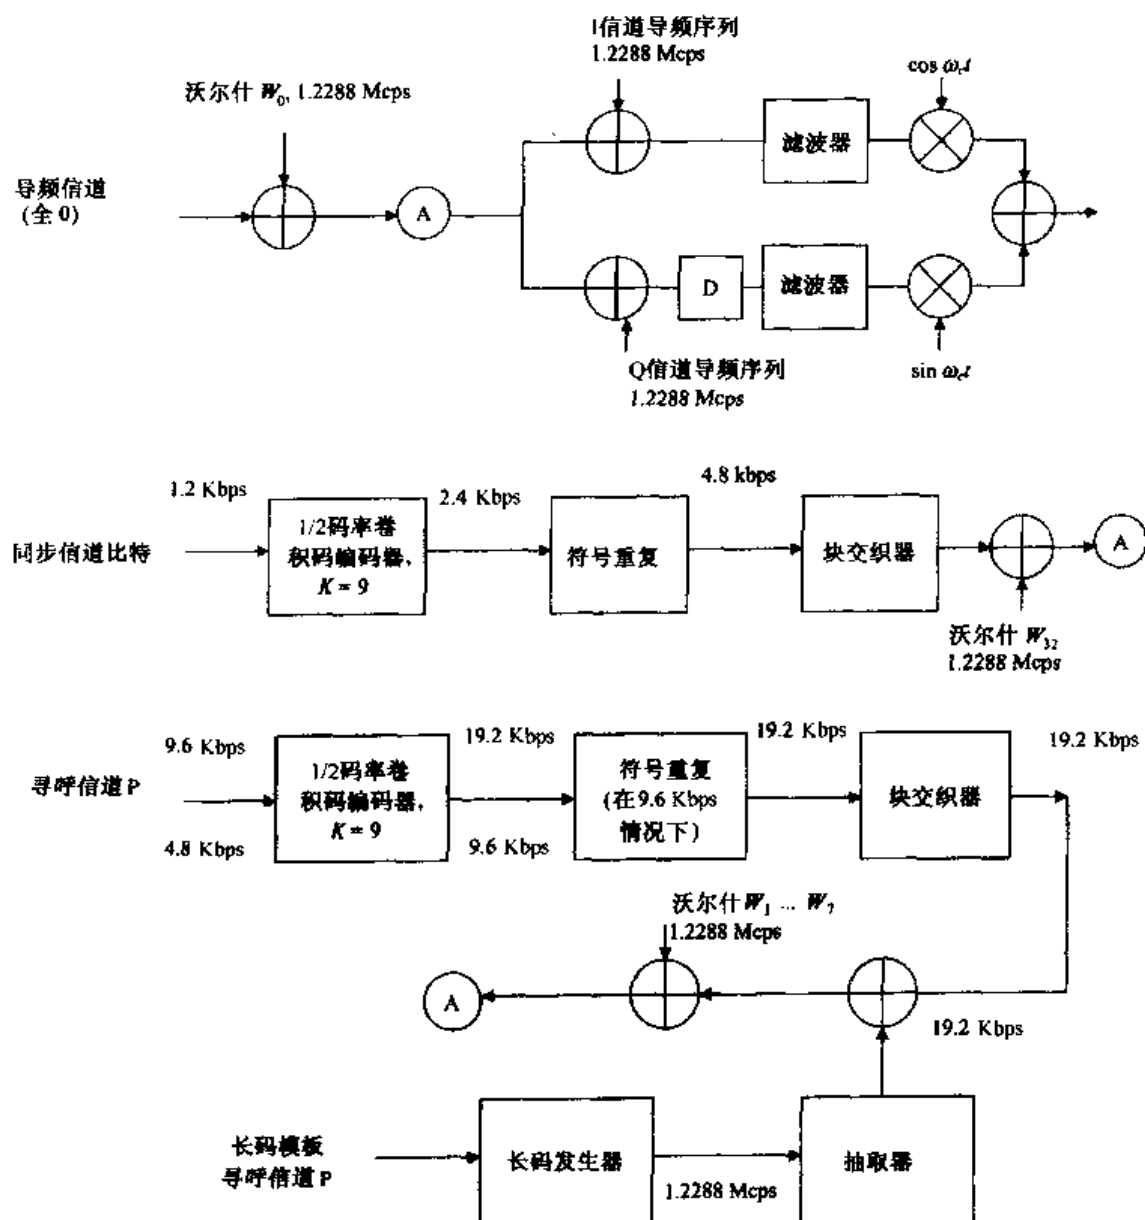 I信道导频序列
1.2288 Mcps
cos ω_c t
沃尔什 W₀, 1.2288 Mcps
滤波器
导频信道
(全 0)
A
D
滤波器
Q信道导频序列
1.2288 Mcps
sin ω_c t
1.2 Kbps
2.4 Kbps
4.8 kbps
同步信道比特
1/2码率卷
积码编码器,
K = 9
符号重复
块交织器
A
沃尔什 W₃₂
1.2288 Mcps
9.6 Kbps
19.2 Kbps
19.2 Kbps
19.2 Kbps
寻呼信道 P
1/2码率卷
积码编码器,
K = 9
符号重复
(在 9.6 Kbps
情况下)
块交织器
4.8 Kbps
9.6 Kbps
沃尔什 W₁ ... W₇
1.2288 Mcps
A
19.2 Kbps
长码模板
寻呼信道 P
长码发生器
1.2288 Mcps
抽取器